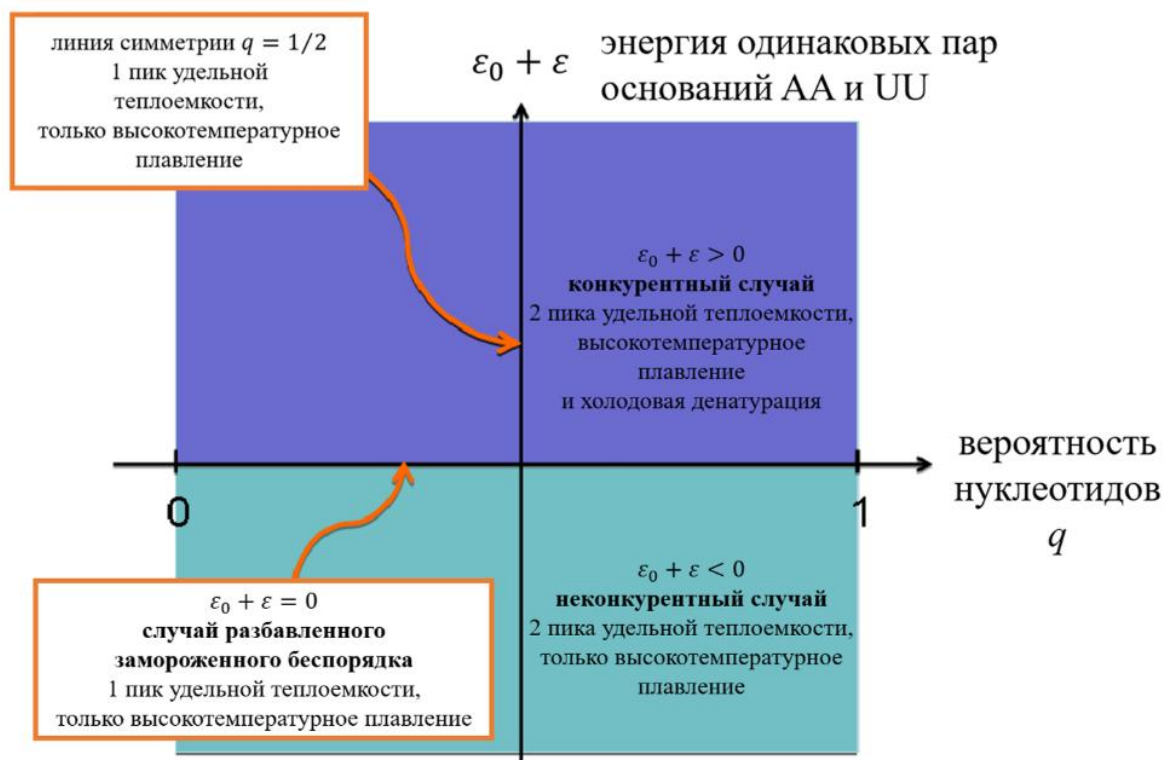 линия симметрии q = 1/2
1 пик удельной
теплоемкости,
только высокотемпературное
плавление
ε₀ + ε
энергия одинаковых пар
оснований AA и UU
ε₀ + ε > 0
конкурентный случай
2 пика удельной теплоемкости,
высокотемпературное
плавление
и холодовая денатурация
вероятность
нуклеотидов
q
0
1
ε₀ + ε = 0
случай разбавленного
замороженного беспорядка
1 пик удельной теплоемкости,
только высокотемпературное плавление
ε₀ + ε < 0
неконкурентный случай
2 пика удельной теплоемкости,
только высокотемпературное
плавление